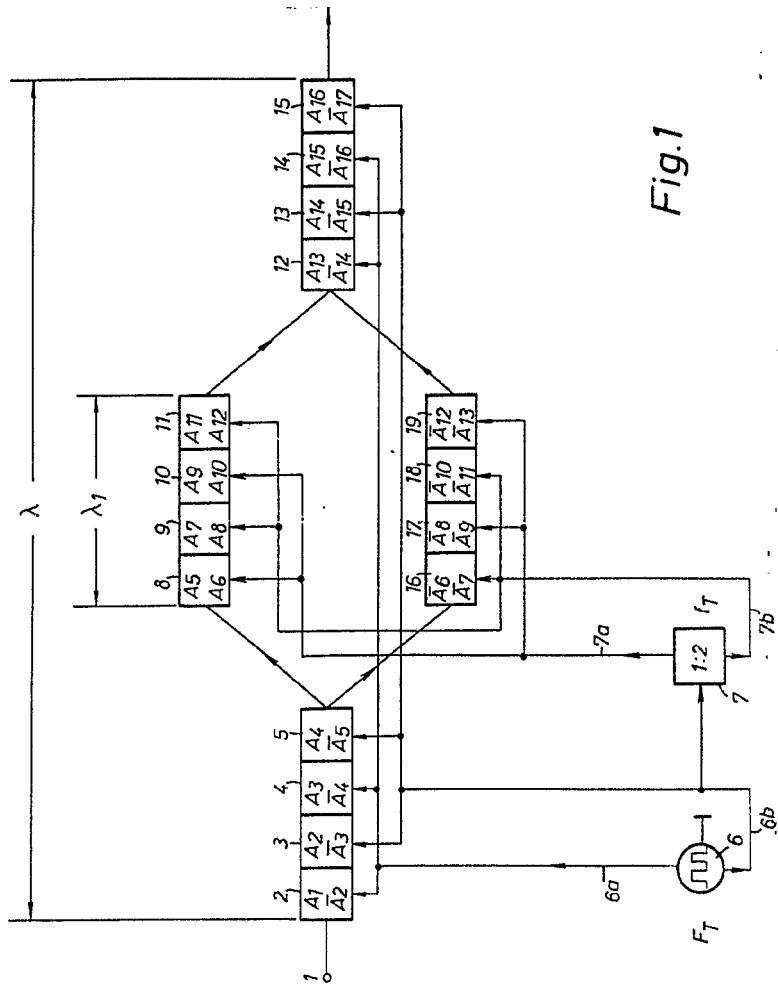 λ
λ1
8 9 10 11
A5 A7 A9 A11
A6 A8 A10 A12
2 3 4 5
A1 A2 A3 A4
Ā2 Ā3 Ā4 Ā5
1
12 13 14 15
A13 A14 A15 A16
Ā14 Ā15 Ā16 Ā17
16 17 18 19
Ā6 Ā8 Ā10 Ā12
Ā7 Ā9 Ā11 Ā13
6a
7a
FT
6
6b
1:2
fT
7
7b
Fig.1